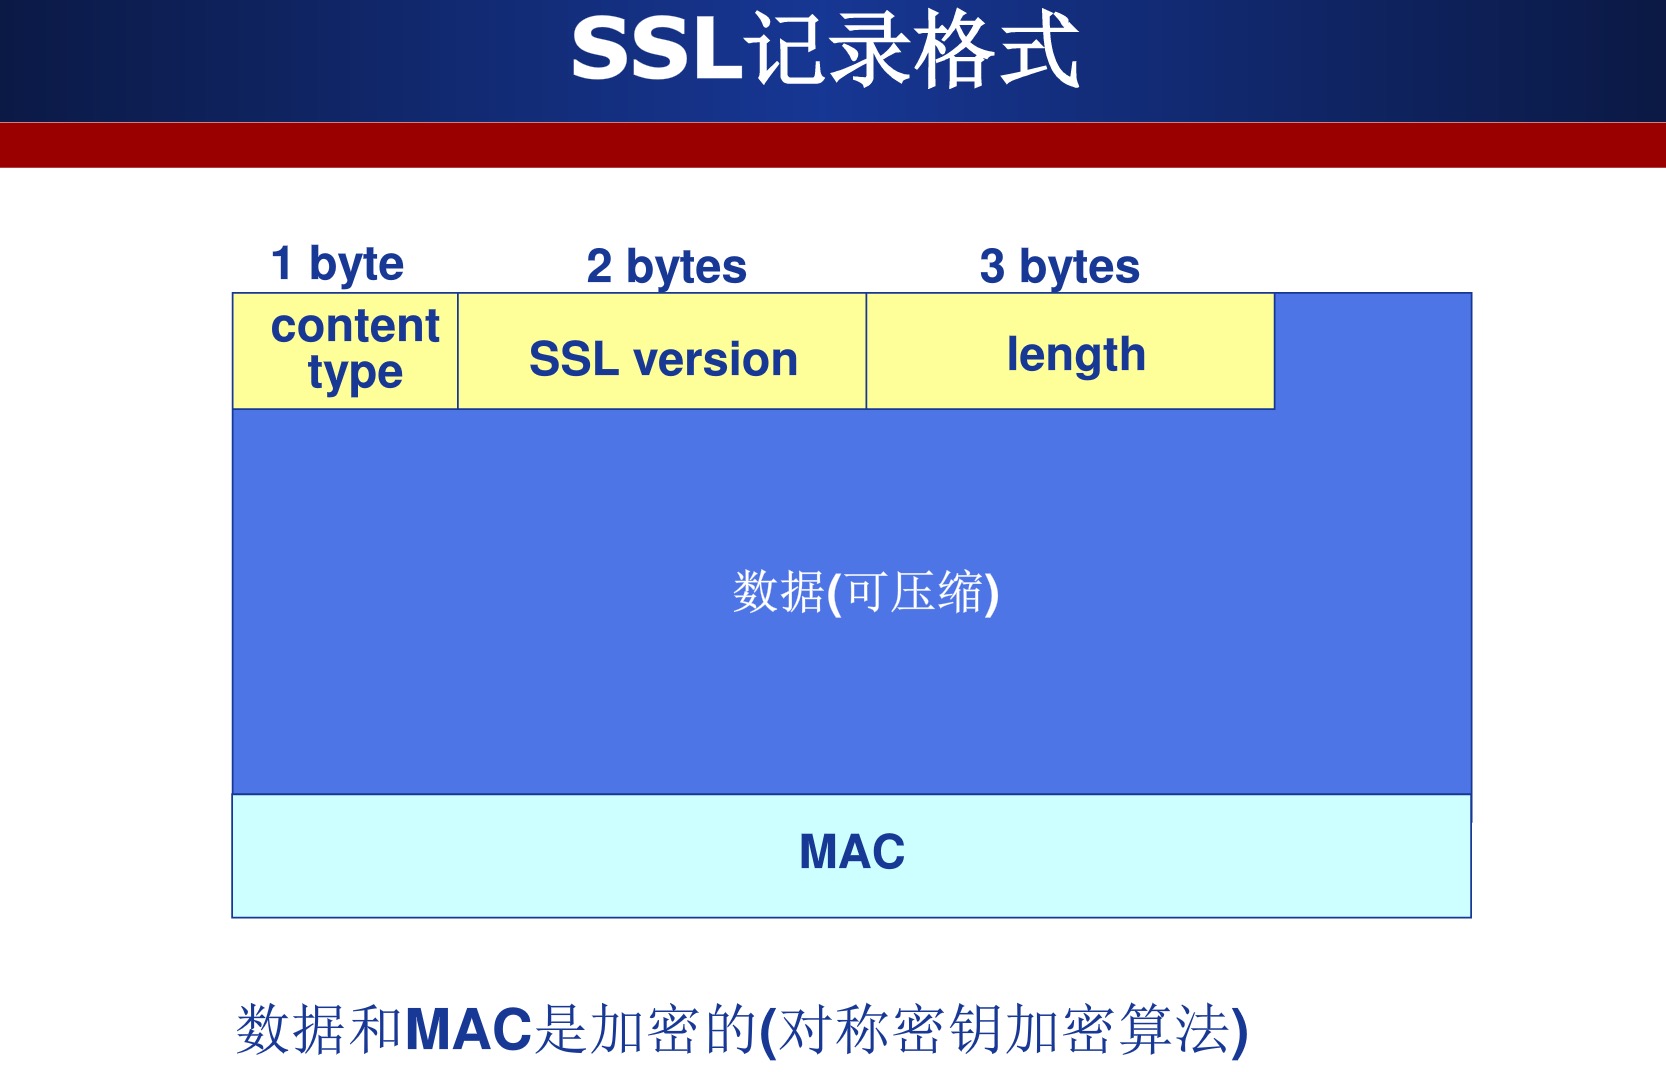 SSL记录格式
1 byte 2 bytes 3 bytes
content
type
SSL version
length
数据(可压缩)
MAC
数据和MAC是加密的(对称密钥加密算法)